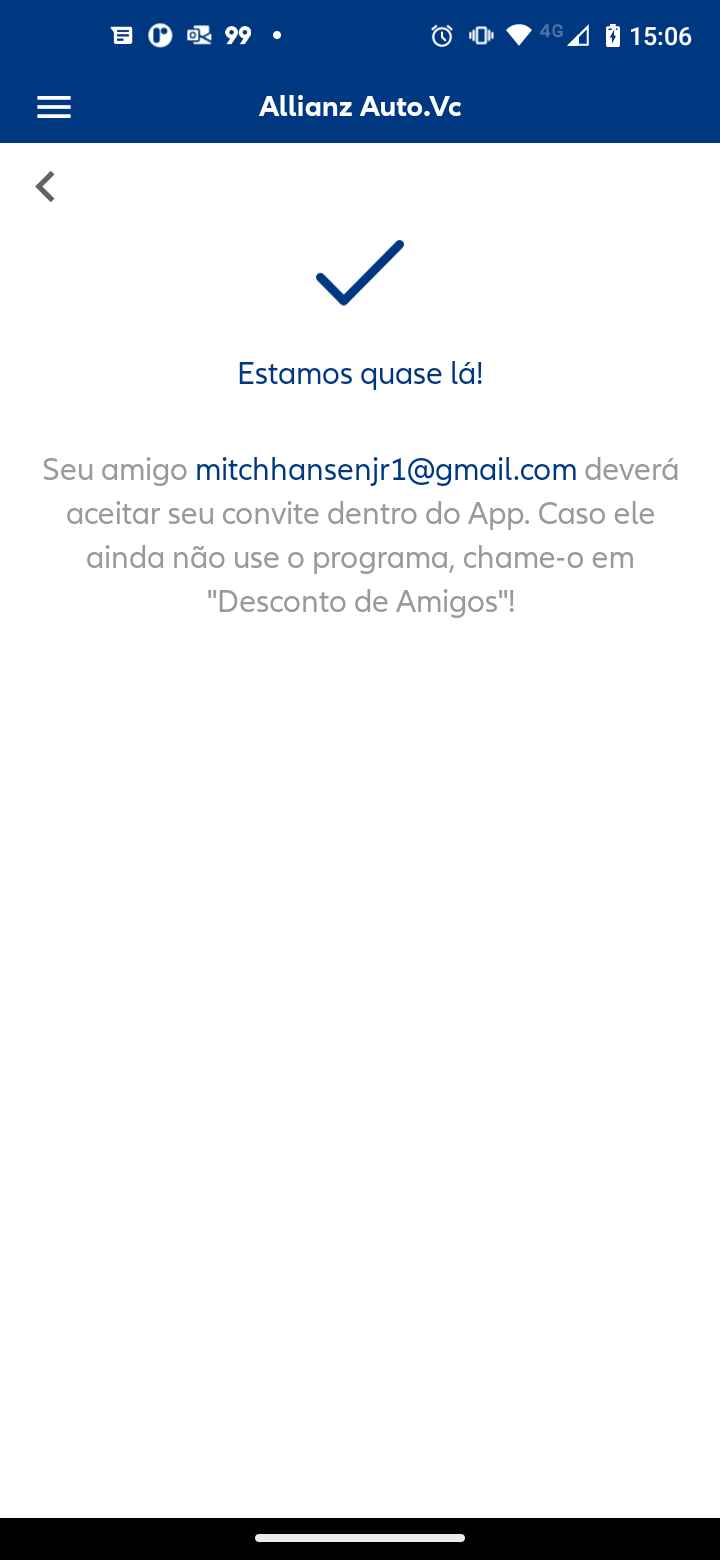 99 4G 15:06
Allianz Auto.Vc
Estamos quase lá!
Seu amigo mitchhansenjr1@gmail.com deverá
aceitar seu convite dentro do App. Caso ele
ainda não use o programa, chame-o em
"Desconto de Amigos"!